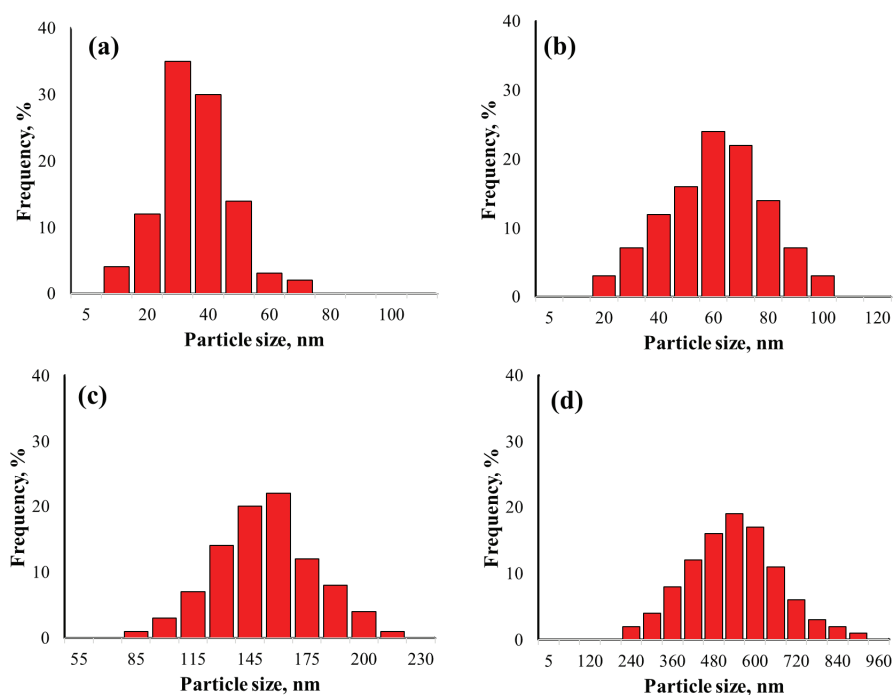 (a)
Frequency, %
40
30
20
10
0
5 20 40 60 80 100
Particle size, nm
(b)
Frequency, %
40
30
20
10
0
5 20 40 60 80 100 120
Particle size, nm
(c)
Frequency, %
40
30
20
10
0
55 85 115 145 175 200 230
Particle size, nm
(d)
Frequency, %
40
30
20
10
0
5 120 240 360 480 600 720 840 960
Particle size, nm